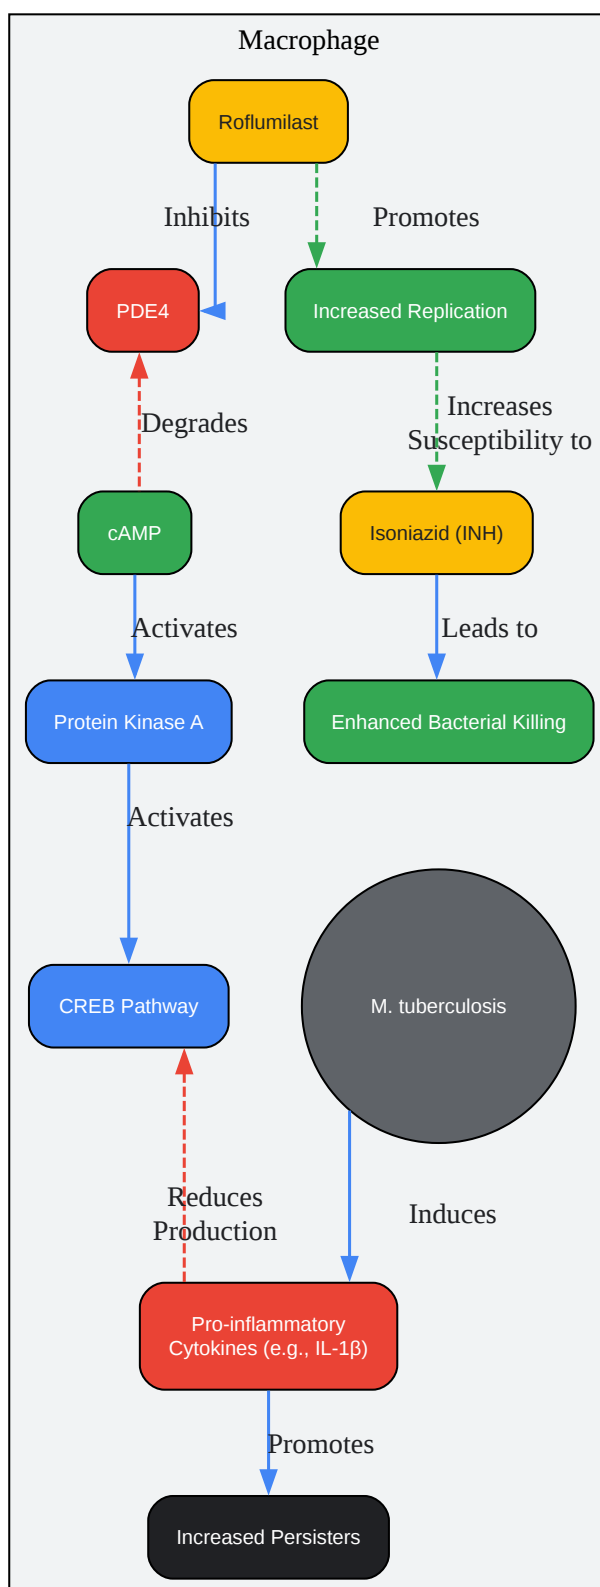 Macrophage
Roflumilast
Inhibits
Promotes
PDE4
Increased Replication
Degrades
Increases
Susceptibility to
cAMP
Isoniazid (INH)
Activates
Leads to
Protein Kinase A
Enhanced Bacterial Killing
Activates
CREB Pathway
M. tuberculosis
Reduces
Production
Induces
Pro-inflammatory
Cytokines (e.g., IL-1β)
Promotes
Increased Persisters